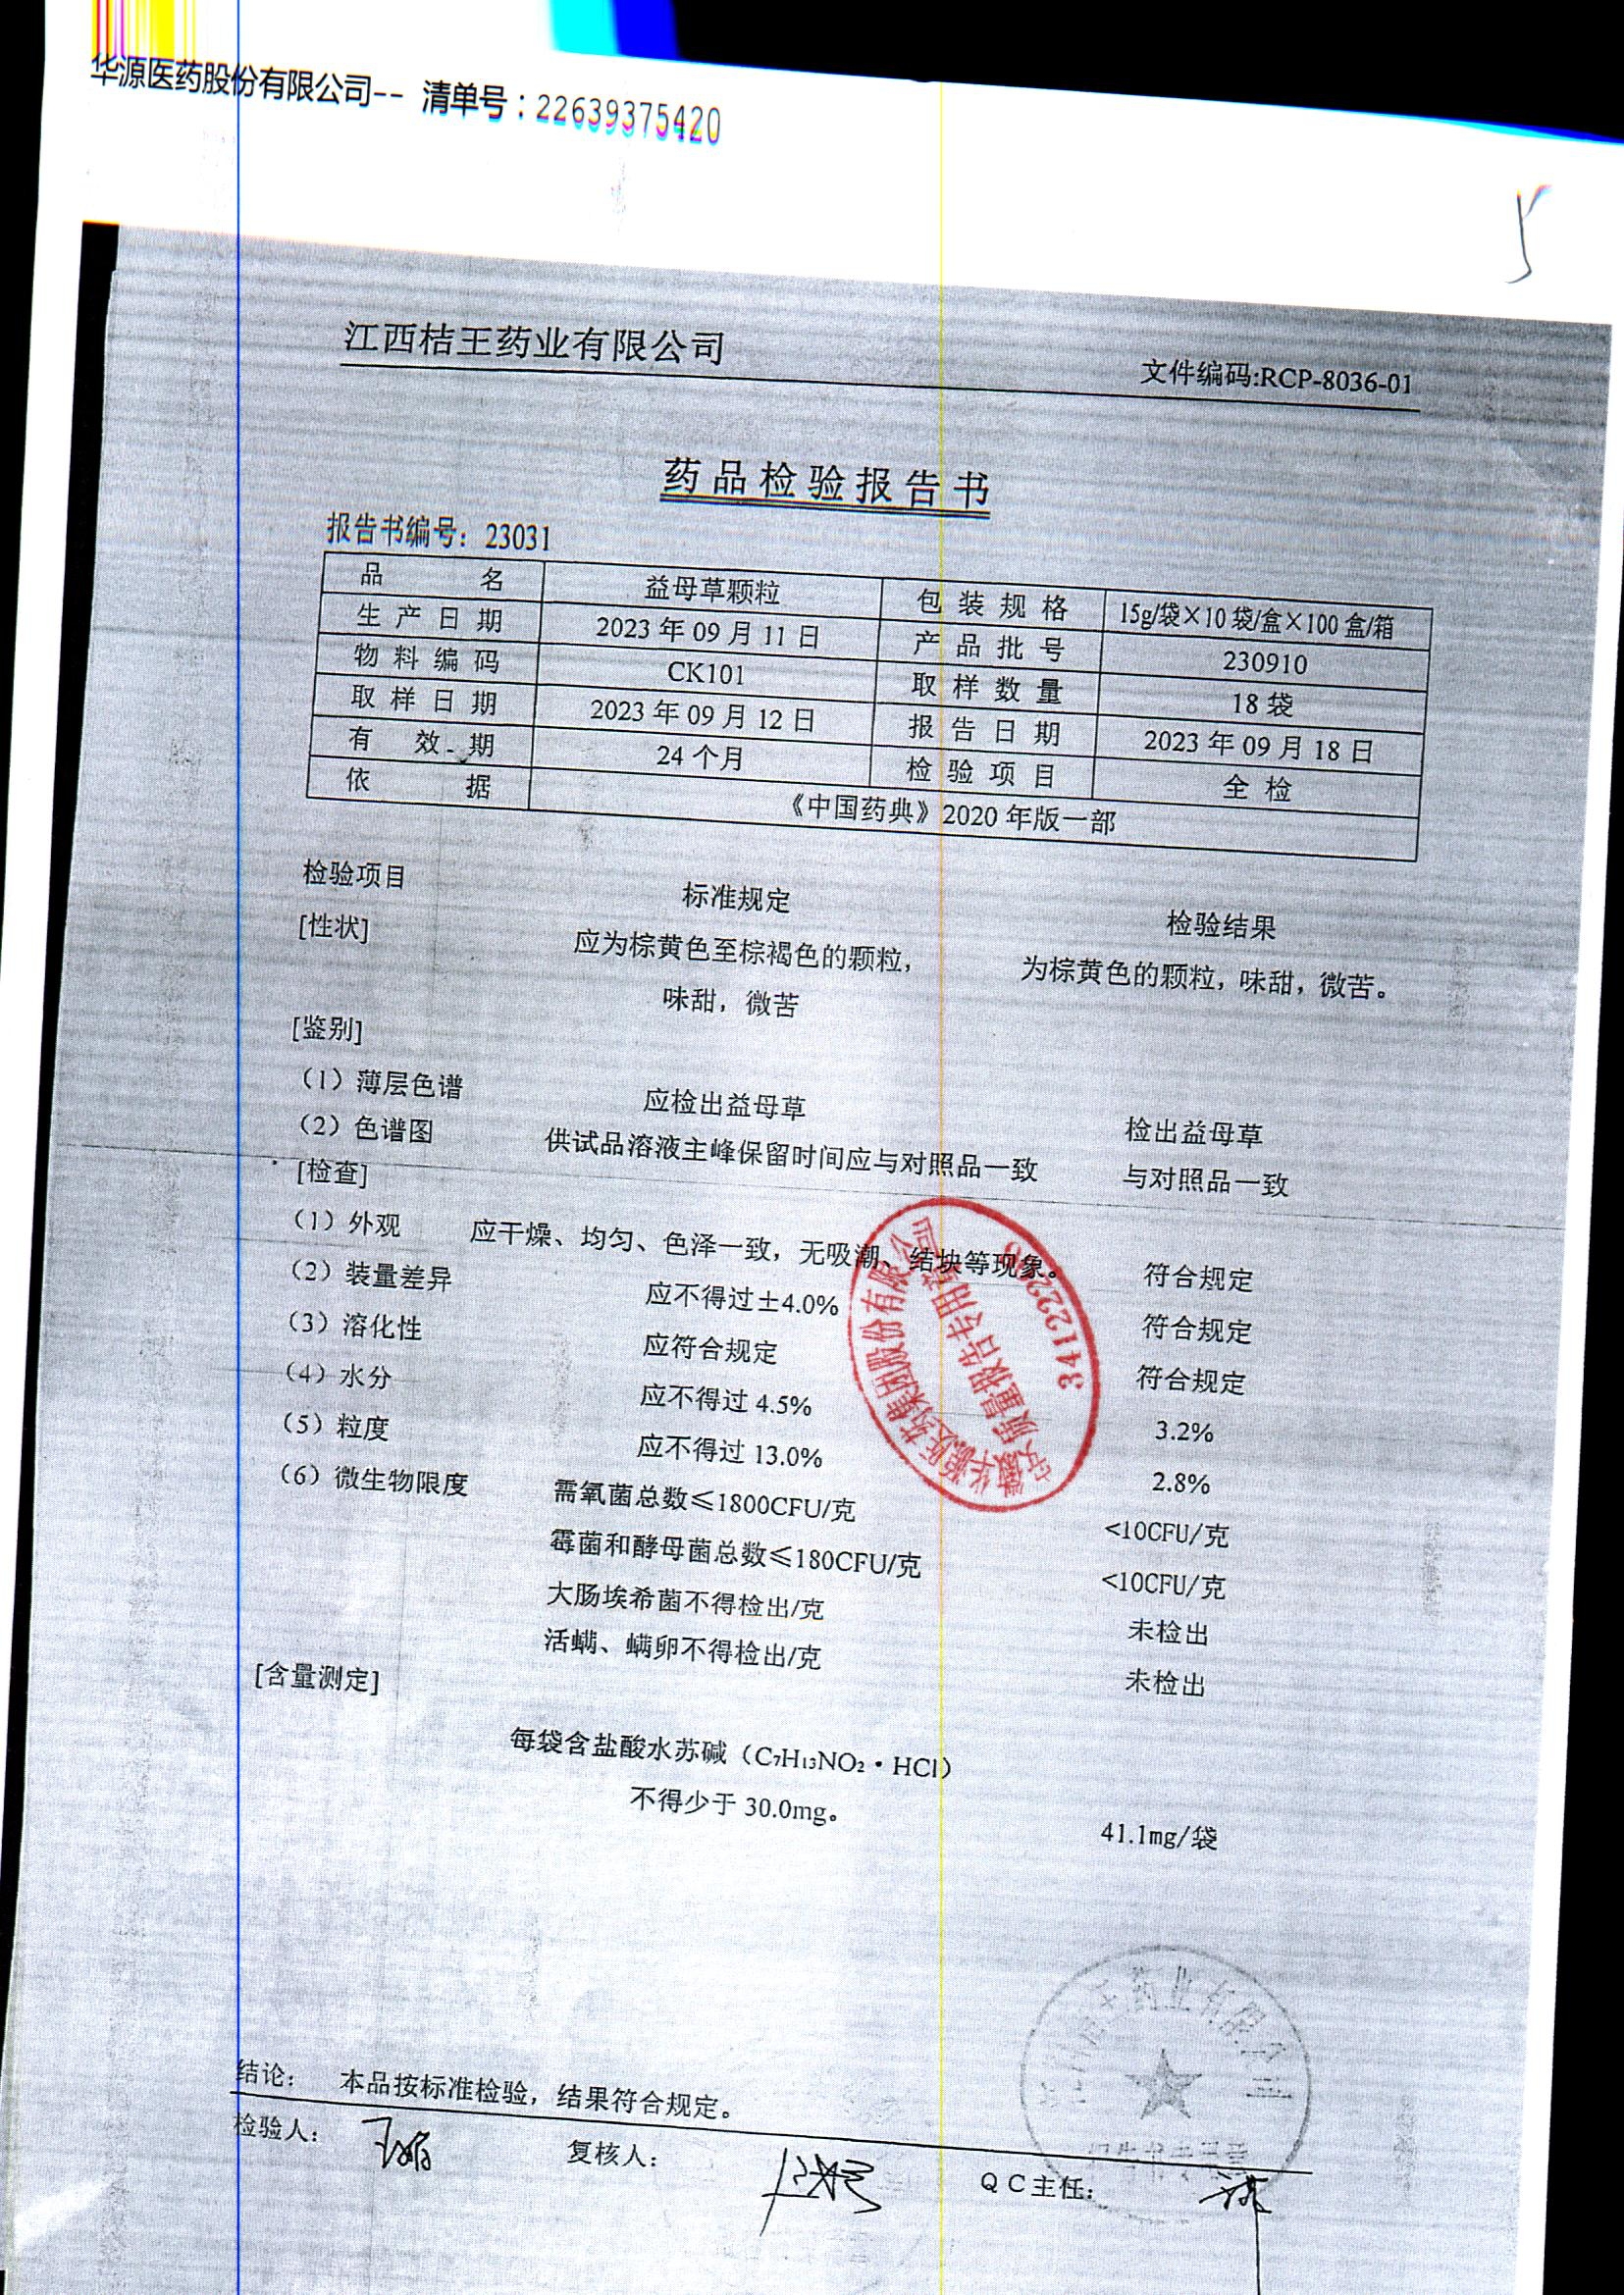 华源医药股份有限公司-- 清单号：22639375420
江西桔王药业有限公司
文件编码:RCP-8036-01
药品检验报告书
报告书编号：23031
品名 益母草颗粒 包装规格 15g/袋×10袋/盒×100盒/箱
生产日期 2023年09月11日 产品批号 230910
物料编码 CK101 取样数量 18袋
取样日期 2023年09月12日 报告日期 2023年09月18日
有效期 24个月 检验项目 全检
依据 《中国药典》2020年版一部
检验项目 标准规定 检验结果
[性状] 应为棕黄色至棕褐色的颗粒， 为棕黄色的颗粒，味甜，微苦。
味甜，微苦
[鉴别]
（1）薄层色谱 应检出益母草 检出益母草
（2）色谱图 供试品溶液主峰保留时间应与对照品一致 与对照品一致
[检查]
（1）外观 应干燥、均匀、色泽一致，无吸潮、结块等现象。 符合规定
（2）装量差异 应不得过±4.0% 符合规定
（3）溶化性 应符合规定 符合规定
（4）水分 应不得过 4.5% 3.2%
（5）粒度 应不得过 13.0% 2.8%
（6）微生物限度 需氧菌总数≤1800CFU/克 <10CFU/克
霉菌和酵母菌总数≤180CFU/克 <10CFU/克
大肠埃希菌不得检出/克 未检出
活螨、螨卵不得检出/克 未检出
[含量测定]
每袋含盐酸水苏碱（C₇H₁₃NO₂·HCl）
不得少于 30.0mg。 41.1mg/袋
华源医药集团股份有限公司
质量报告专用章
结论： 本品按标准检验，结果符合规定。
检验人： 复核人： QC主任：